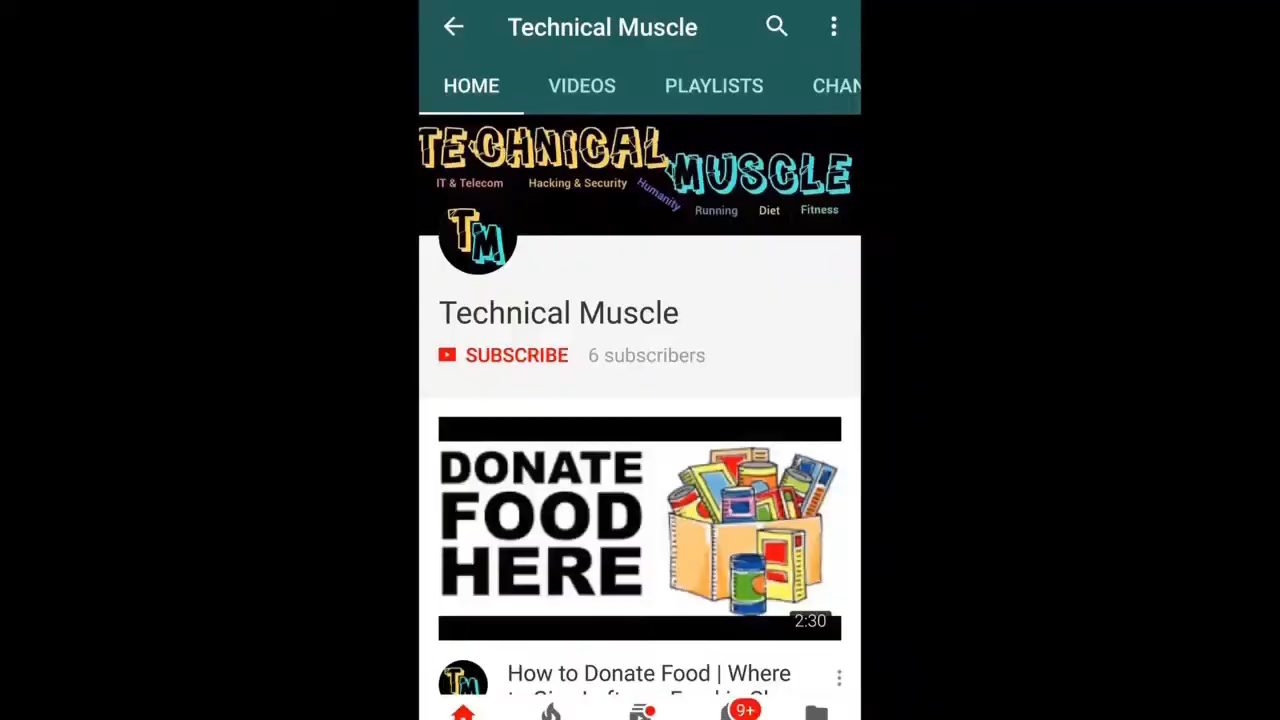 Technical Muscle
HOME VIDEOS PLAYLISTS CHAN
TECHNICAL MUSCLE
IT & Telecom Hacking & Security Humanity Running Diet Fitness
TM
Technical Muscle
SUBSCRIBE 6 subscribers
DONATE
FOOD
HERE
2:30
TM
How to Donate Food | Where
9+